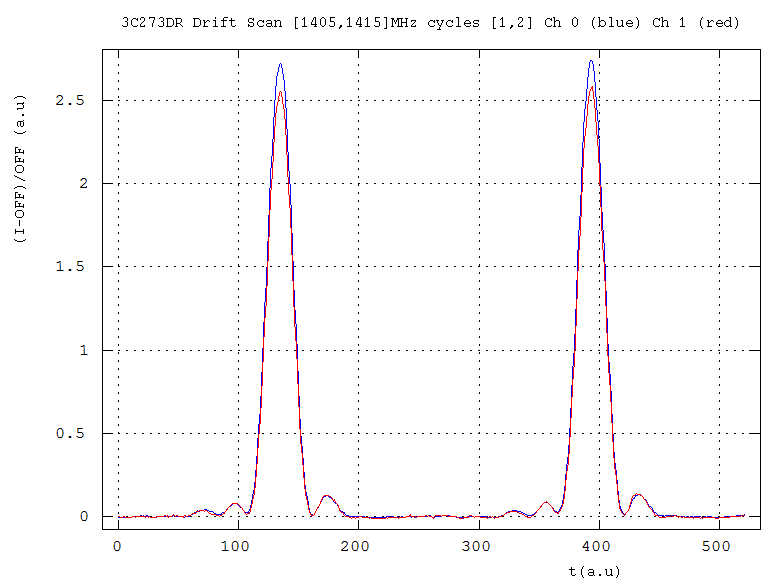 3C273DR Drift Scan [1405,1415]MHz cycles [1,2] Ch 0 (blue) Ch 1 (red)
(I-OFF)/OFF (a.u)
2.5
2
1.5
1
0.5
0
0 100 200 300 400 500
t(a.u)